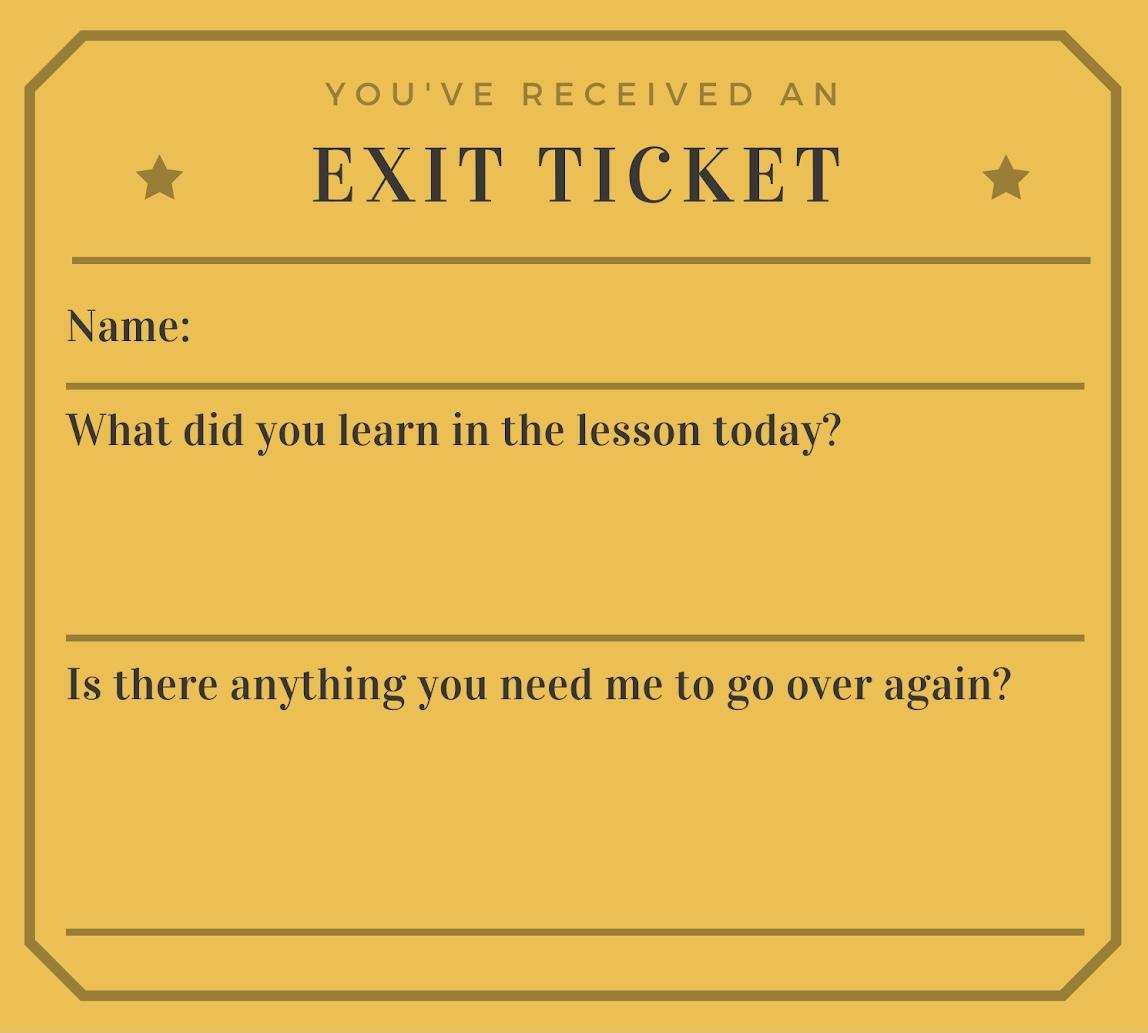 YOU'VE RECEIVED AN
EXIT TICKET
Name:
What did you learn in the lesson today?
Is there anything you need me to go over again?